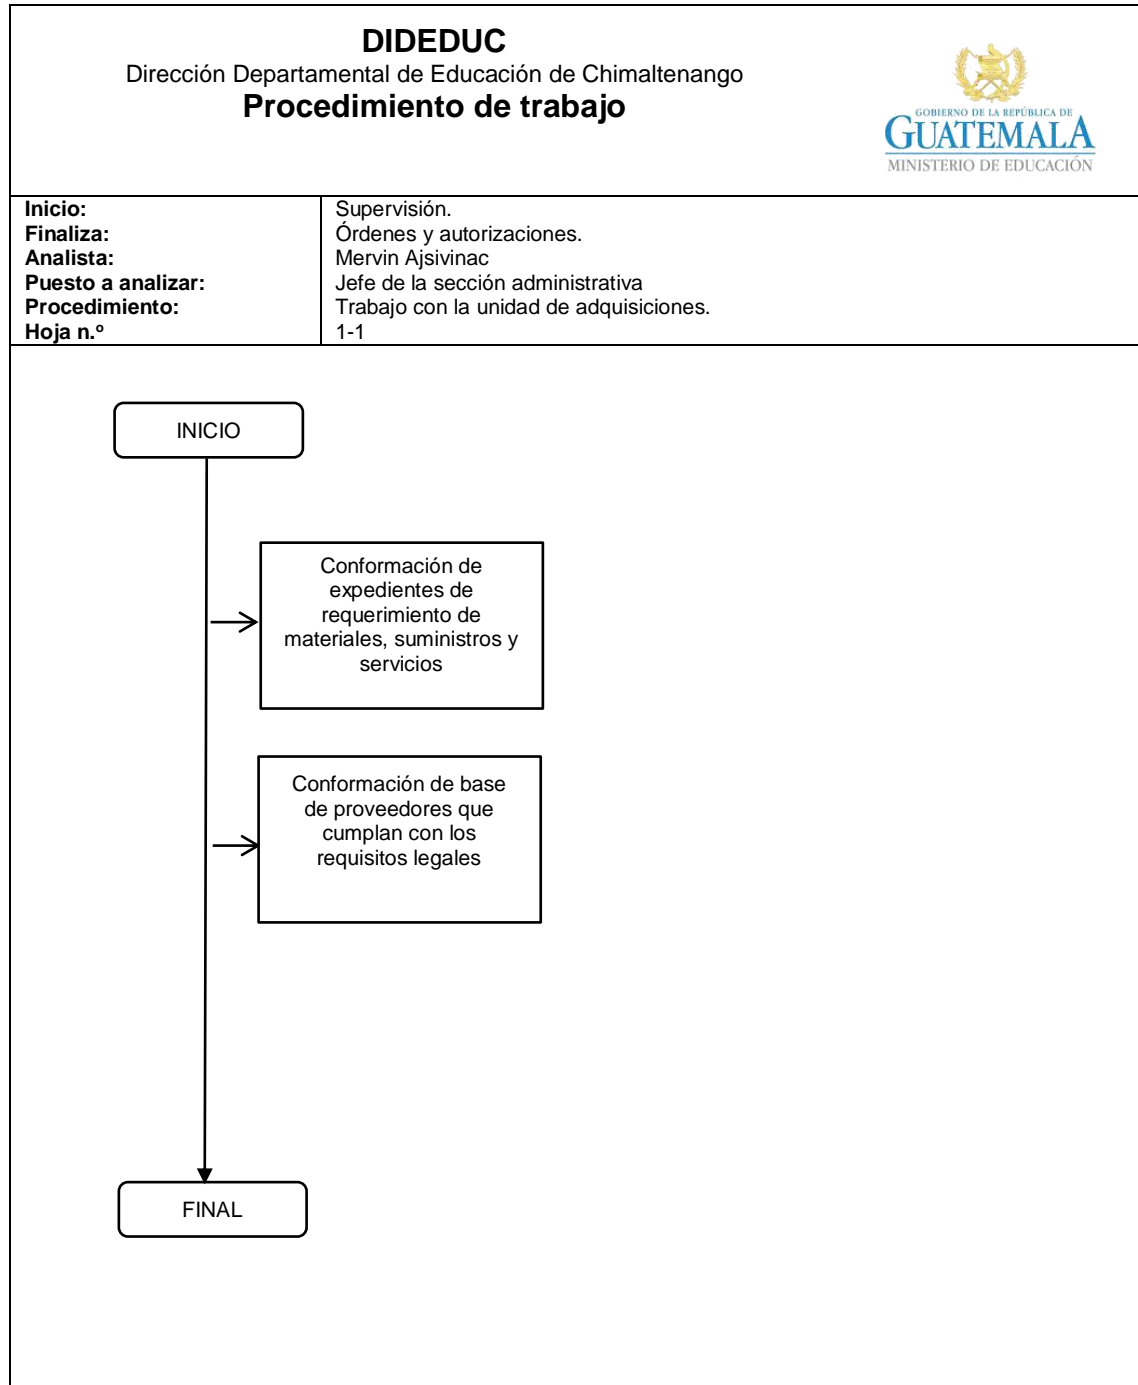 DIDEDUC
Dirección Departamental de Educación de Chimaltenango
Procedimiento de trabajo
GOBIERNO DE LA REPÚBLICA DE
GUATEMALA
MINISTERIO DE EDUCACIÓN
Inicio: Supervisión.
Finaliza: Órdenes y autorizaciones.
Analista: Mervin Ajsivinac
Puesto a analizar: Jefe de la sección administrativa
Procedimiento: Trabajo con la unidad de adquisiciones.
Hoja n.º 1-1
INICIO
Conformación de
expedientes de
requerimiento de
materiales, suministros y
servicios
Conformación de base
de proveedores que
cumplan con los
requisitos legales
FINAL